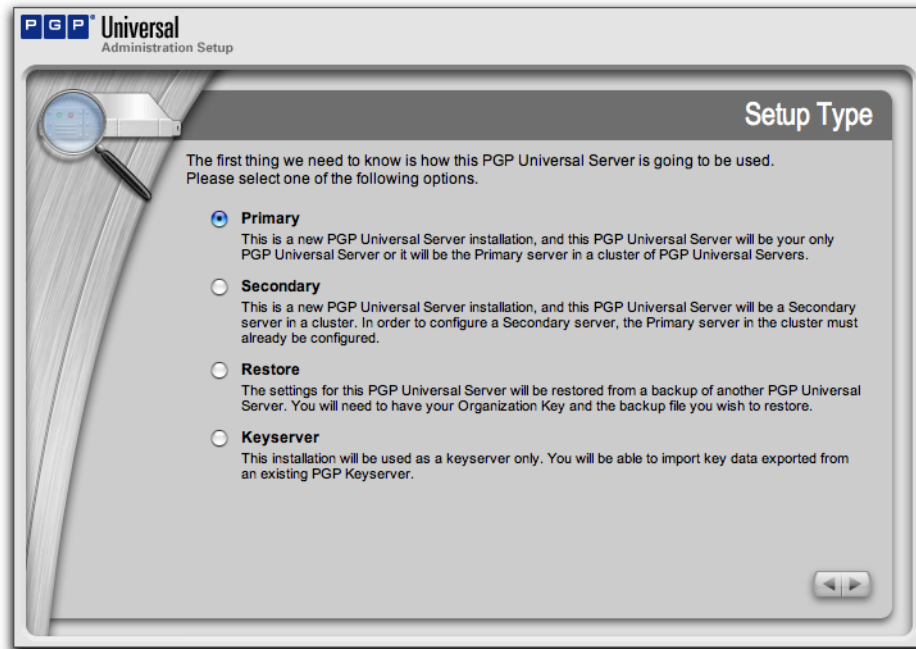 PGP® Universal
Administration Setup
Setup Type
The first thing we need to know is how this PGP Universal Server is going to be used.
Please select one of the following options.
Primary
This is a new PGP Universal Server installation, and this PGP Universal Server will be your only
PGP Universal Server or it will be the Primary server in a cluster of PGP Universal Servers.
Secondary
This is a new PGP Universal Server installation, and this PGP Universal Server will be a Secondary
server in a cluster. In order to configure a Secondary server, the Primary server in the cluster must
already be configured.
Restore
The settings for this PGP Universal Server will be restored from a backup of another PGP Universal
Server. You will need to have your Organization Key and the backup file you wish to restore.
Keyserver
This installation will be used as a keyserver only. You will be able to import key data exported from
an existing PGP Keyserver.